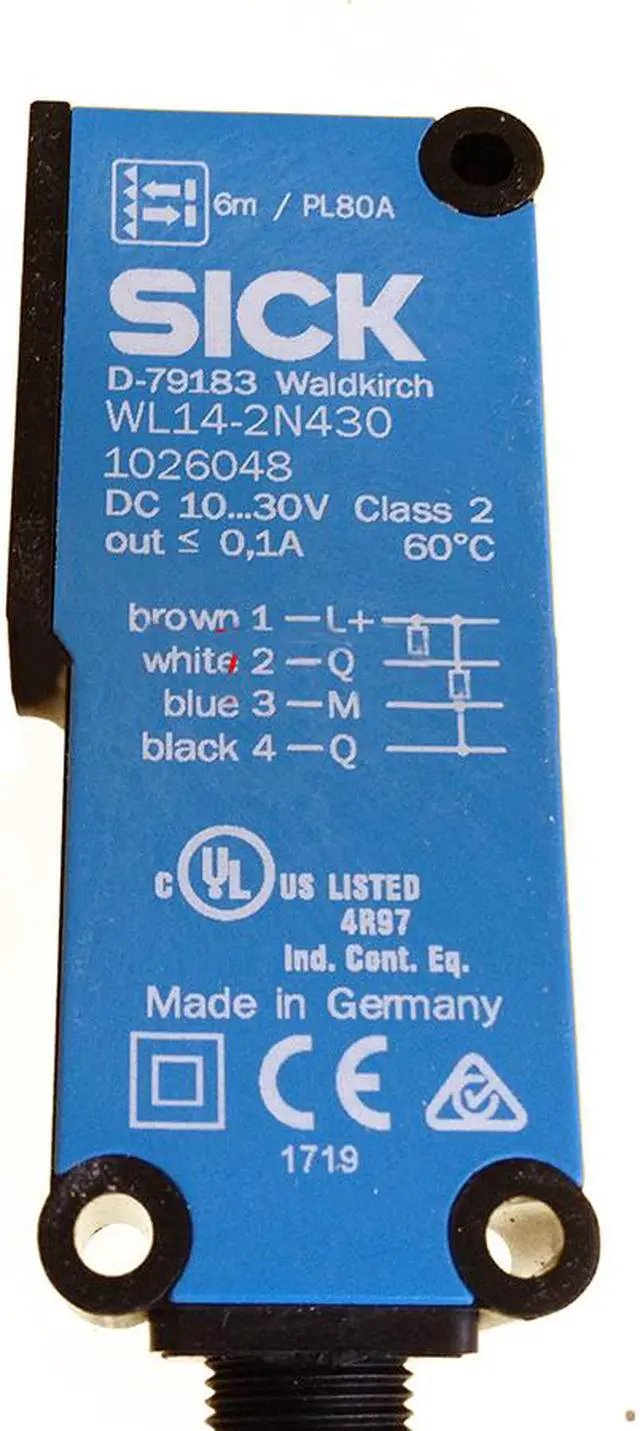 6m / PL80A
SICK
D-79183 Waldkirch
WL14-2N430
1026048
DC 10...30V Class 2
out ≤ 0,1A 60°C
brown 1 — L+
white 2 — Q
blue 3 — M
black 4 — Q
C UL US LISTED
4R97
Ind. Cont. Eq.
Made in Germany
CE
1719